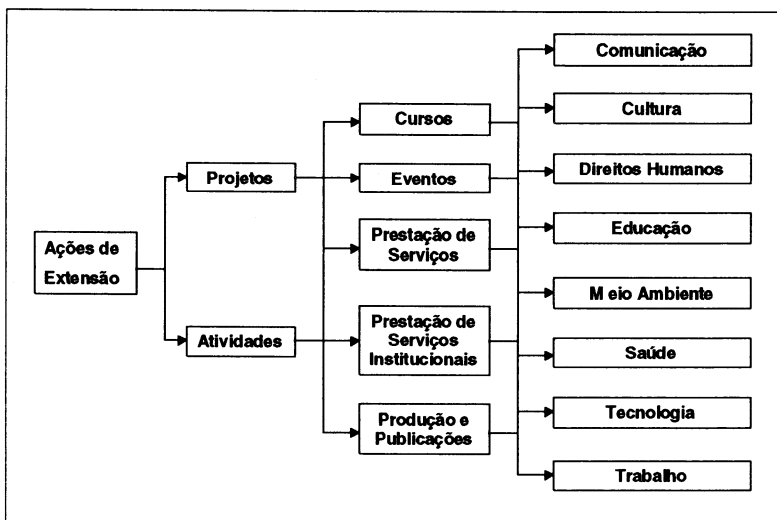 Ações de
Extensão
Projetos
Atividades
Cursos
Eventos
Prestação de
Serviços
Prestação de
Serviços
Institucionais
Produção e
Publicações
Comunicação
Cultura
Direitos Humanos
Educação
Meio Ambiente
Saúde
Tecnologia
Trabalho